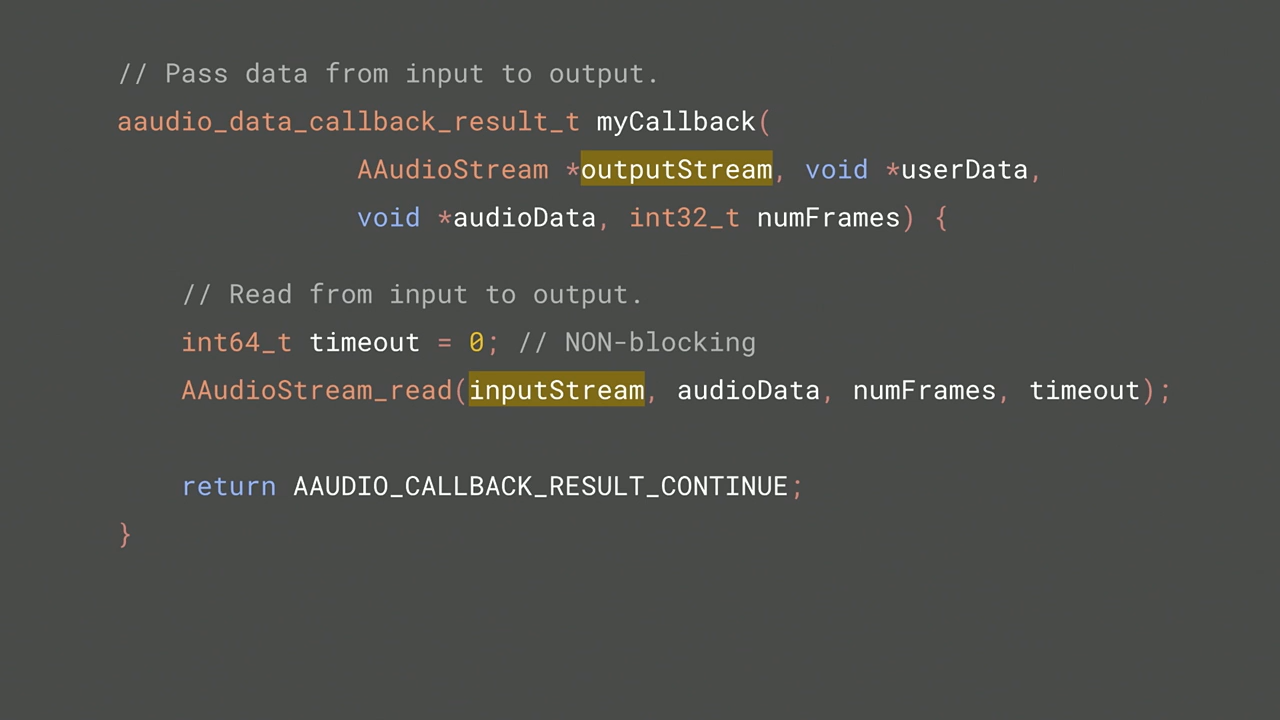 // Pass data from input to output.
aaudio_data_callback_result_t myCallback(
AAudioStream *outputStream, void *userData,
void *audioData, int32_t numFrames) {
// Read from input to output.
int64_t timeout = 0; // NON-blocking
AAudioStream_read(inputStream, audioData, numFrames, timeout);
return AAUDIO_CALLBACK_RESULT_CONTINUE;
}